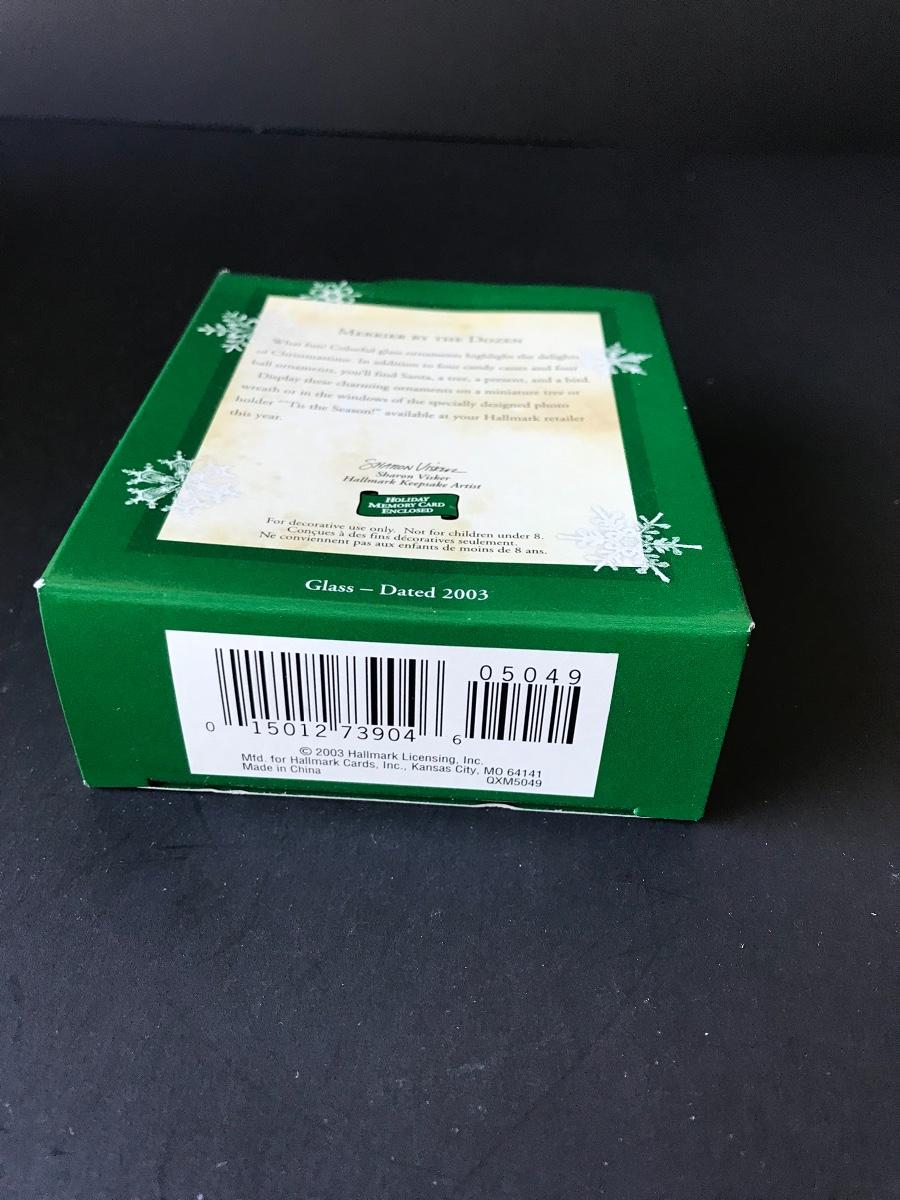 MERRIER BY THE DOZEN
What fun! Colorful glass ornaments highlight the delights
of Christmastime. In addition to four candy canes and four
ball ornaments, you'll find Santa, a tree, a present, and a bird.
Display these charming ornaments on a miniature tree or
wreath or in the windows of the specially designed photo
holder "'Tis the Season!" available at your Hallmark retailer
this year.
SHARON VISKER
Sharon Visker
Hallmark Keepsake Artist
HOLIDAY
MEMORY CARD
ENCLOSED
For decorative use only. Not for children under 8.
Conçues à des fins décoratives seulement.
Ne conviennent pas aux enfants de moins de 8 ans.
Glass – Dated 2003
05049
0 15012 73904 6
© 2003 Hallmark Licensing, Inc.
Mfd. for Hallmark Cards, Inc., Kansas City, MO 64141
Made in China QXM5049